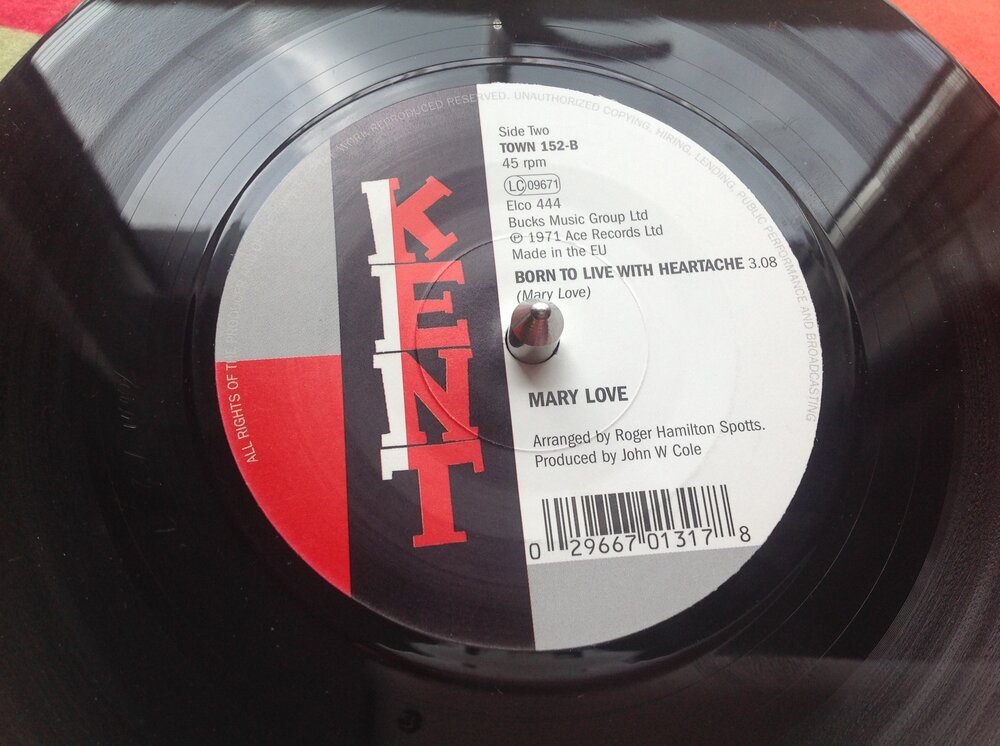 WORK REPRODUCED RESERVED. UNAUTHORIZED COPYING, HIRING, LENDING, PUBLIC PERFORMANCE AND BROADCASTING
ALL RIGHTS OF
KENT
Side Two
TOWN 152-B
45 rpm
LC 09671
Elco 444
Bucks Music Group Ltd
℗ 1971 Ace Records Ltd
Made in the EU
BORN TO LIVE WITH HEARTACHE 3.08
(Mary Love)
MARY LOVE
Arranged by Roger Hamilton Spotts.
Produced by John W Cole
0 29667 01317 8